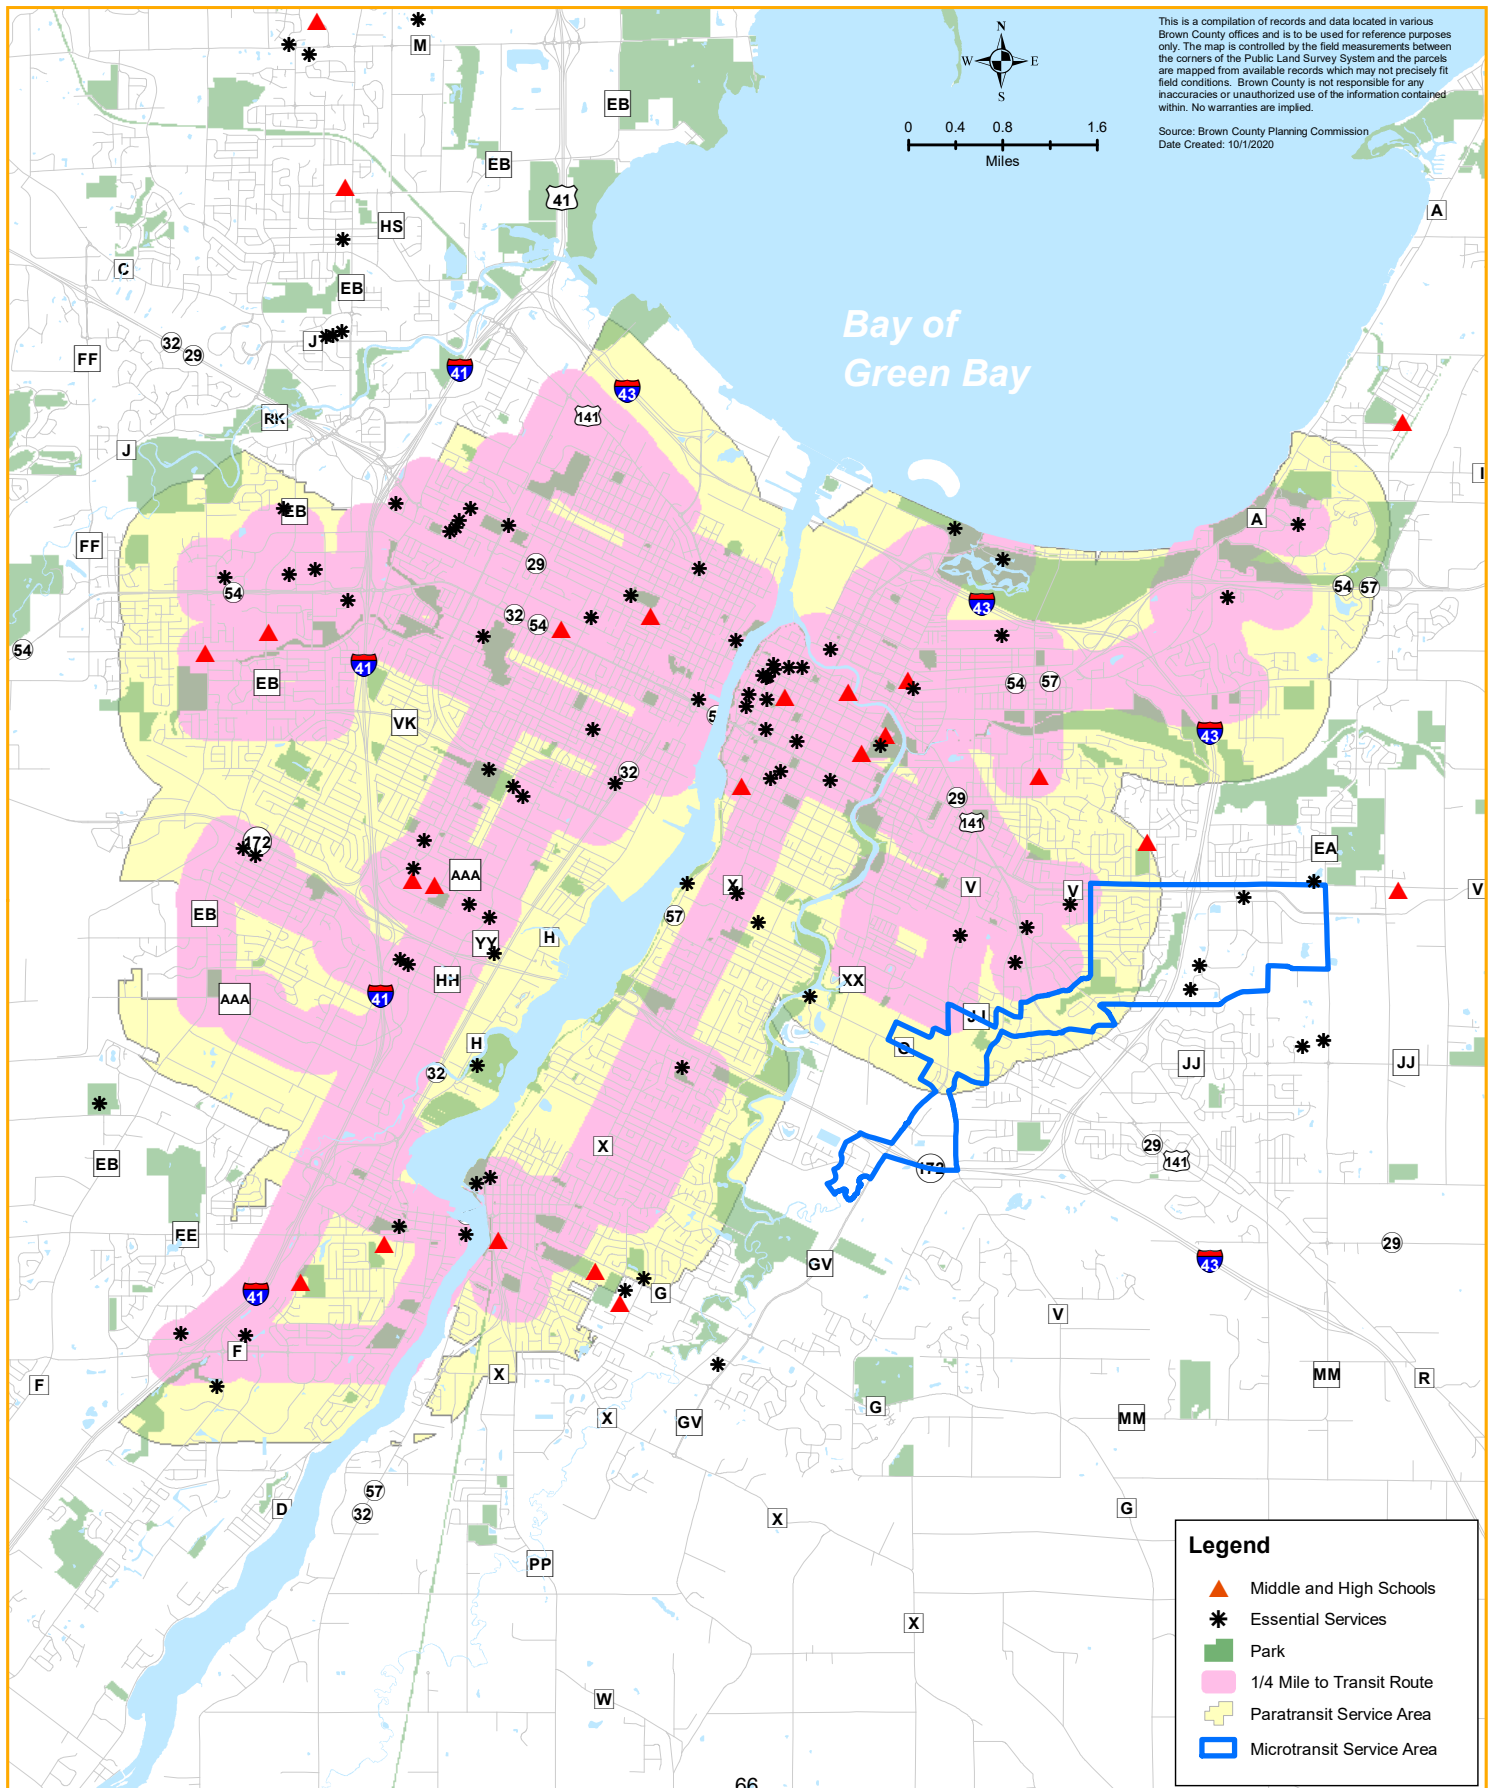 This is a compilation of records and data located in various
Brown County offices and is to be used for reference purposes
only. The map is controlled by the field measurements between
the corners of the Public Land Survey System and the parcels
are mapped from available records which may not precisely fit
field conditions. Brown County is not responsible for any
inaccuracies or unauthorized use of the information contained
within. No warranties are implied.
Source: Brown County Planning Commission
Date Created: 10/1/2020
N
W E
S
0 0.4 0.8 1.6
Miles
M
EB
EB
41
HS
A
C
EB
32
29
FF
J
41
43
141
Bay of
Green Bay
RK
J
I
EB
A
FF
29
54
43
54
57
32
54
54
41
EB
54
57
VK
43
32
29
141
172
EA
AAA
X
V
V
V
EB
57
YY
H
HH
XX
AAA
41
JJ
H
32
JJ
JJ
X
29
141
EB
172
EE
29
GV
43
41
G
V
F
X
MM
R
F
X
GV
G
MM
57
32
D
X
G
PP
X
W
Legend
Middle and High Schools
Essential Services
Park
1/4 Mile to Transit Route
Paratransit Service Area
Microtransit Service Area
66